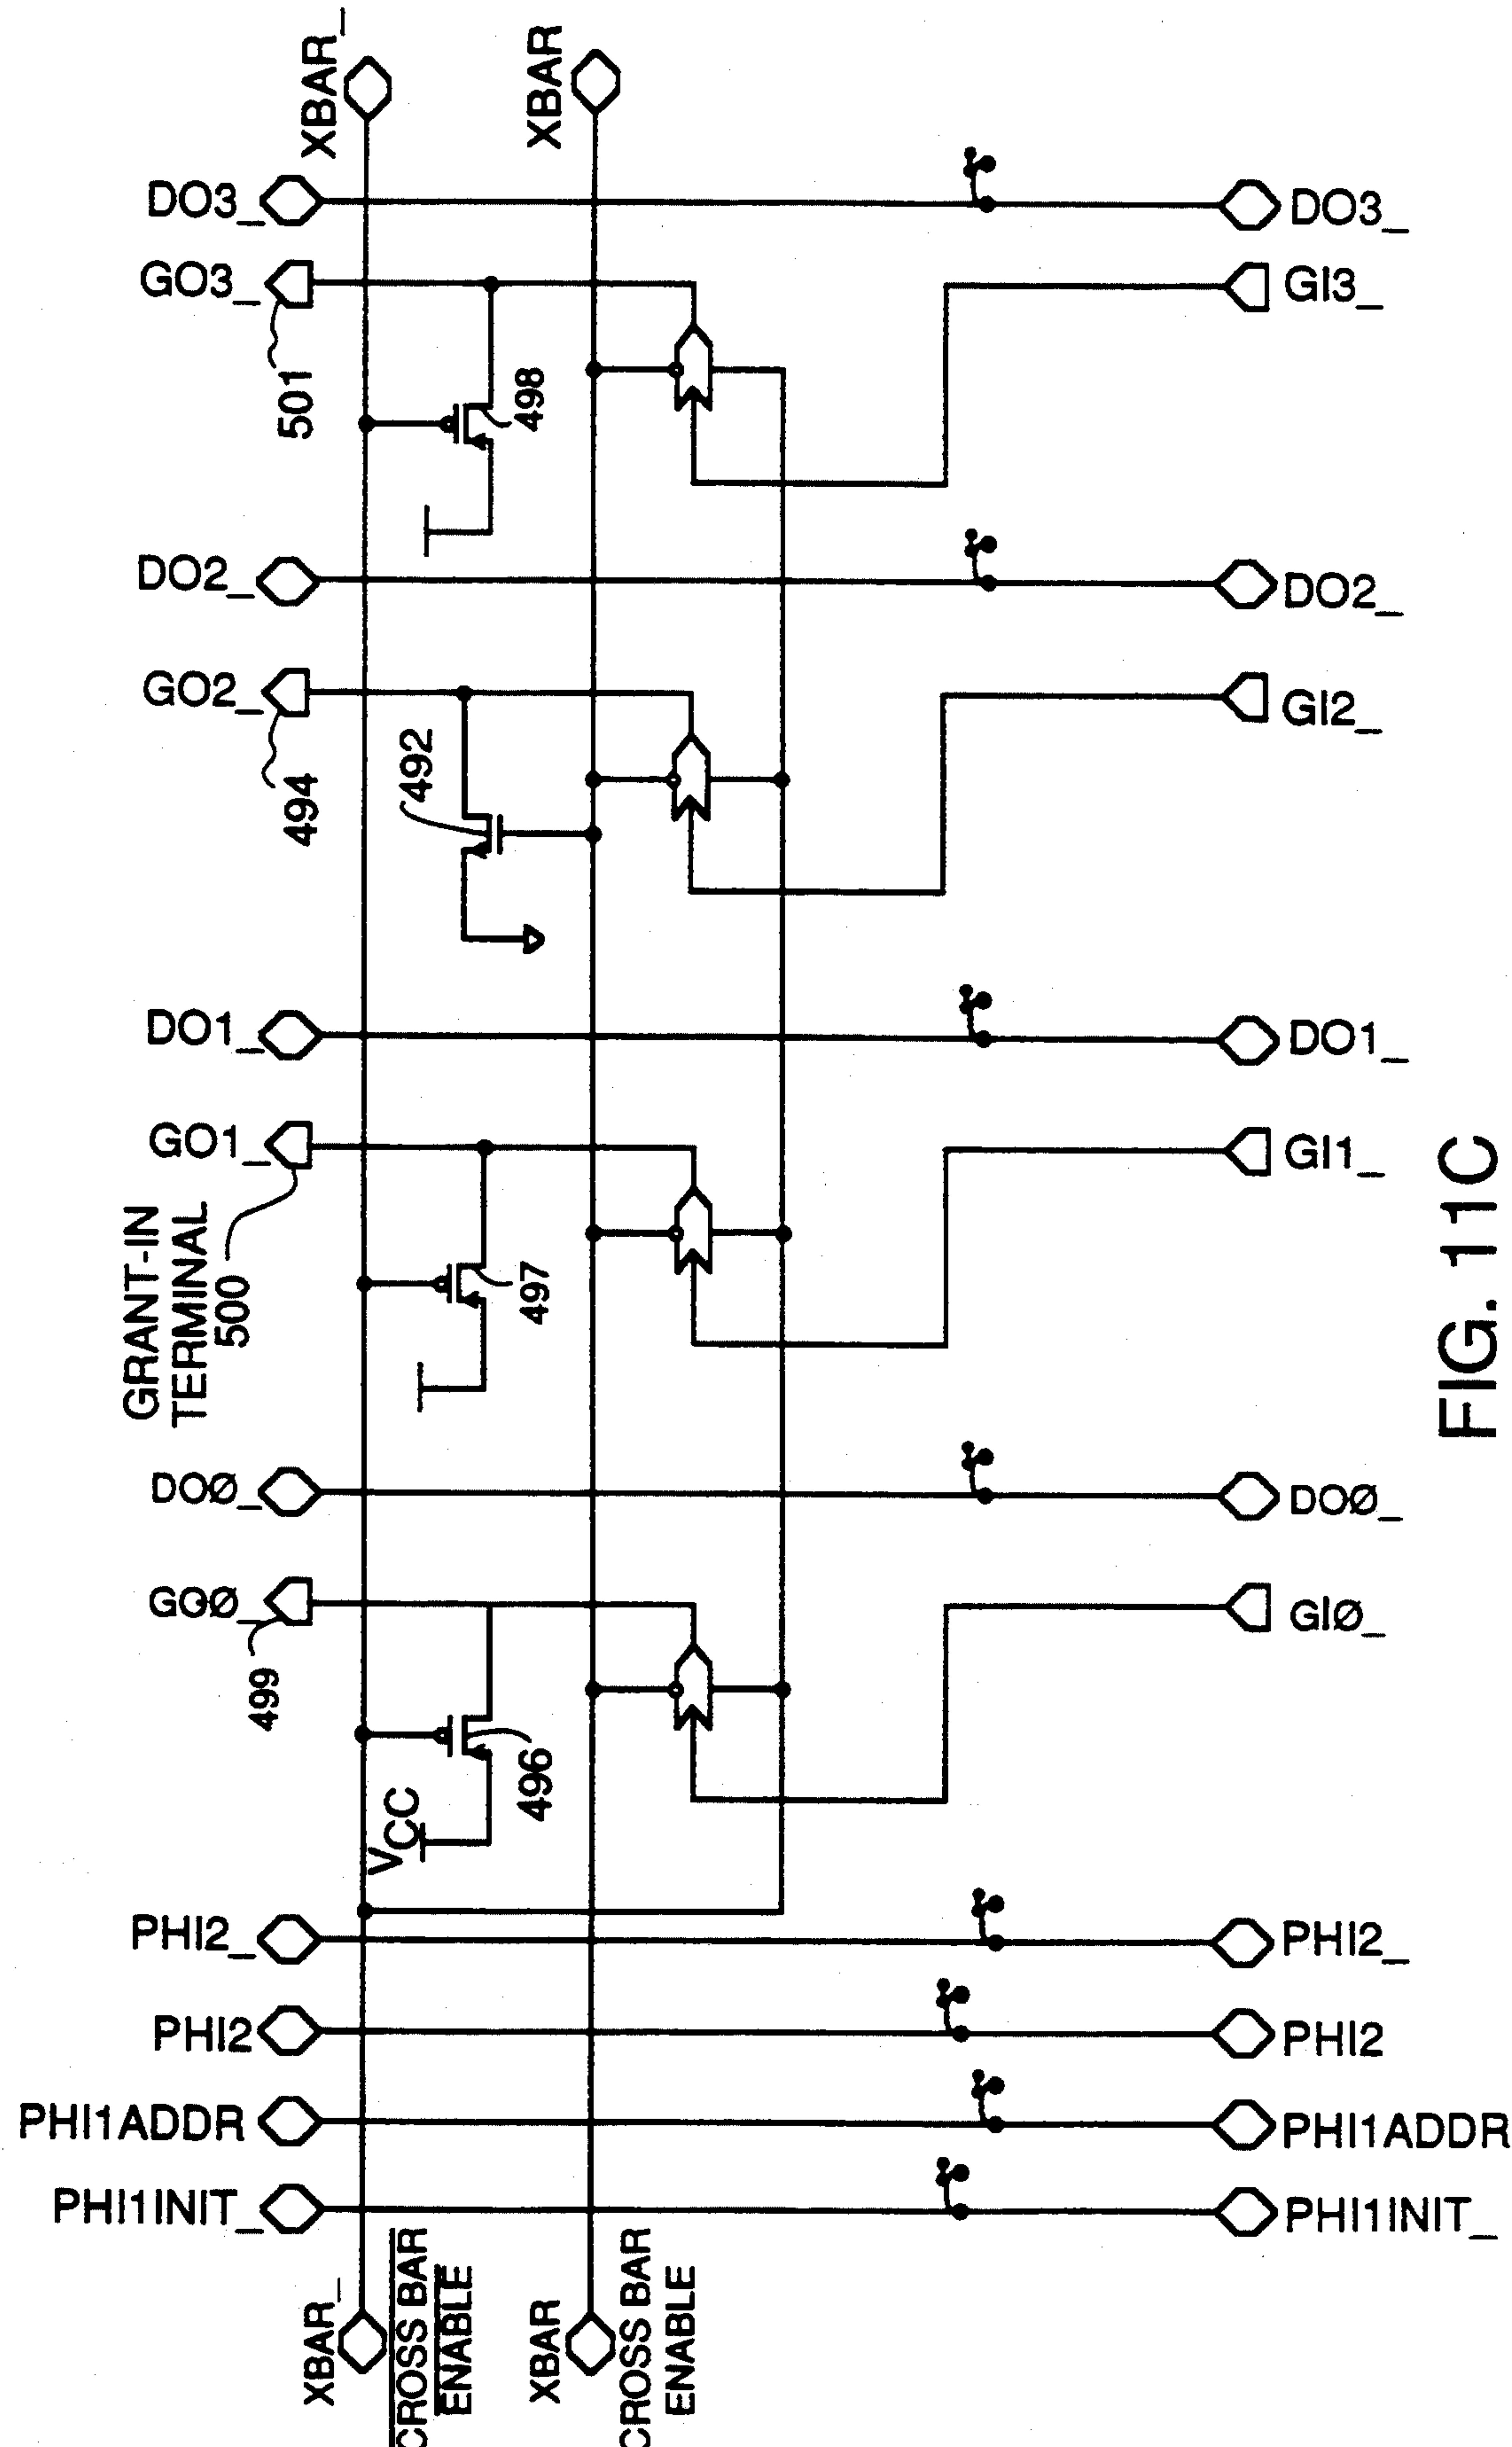 XBAR_
XBAR
DO3_
DO3_
GO3_
GI3_
501
498
DO2_
DO2_
GO2_
GI2_
494
492
DO1_
DO1_
GO1_
GI1_
GRANT-IN
TERMINAL
500
497
DOØ_
DOØ_
GOØ_
GIØ_
499
496
VCC
PHI2_
PHI2_
PHI2
PHI2
PHI1ADDR
PHI1ADDR
PHI1INIT_
PHI1INIT_
XBAR_
CROSS BAR
ENABLE
XBAR
CROSS BAR
ENABLE
FIG. 11C